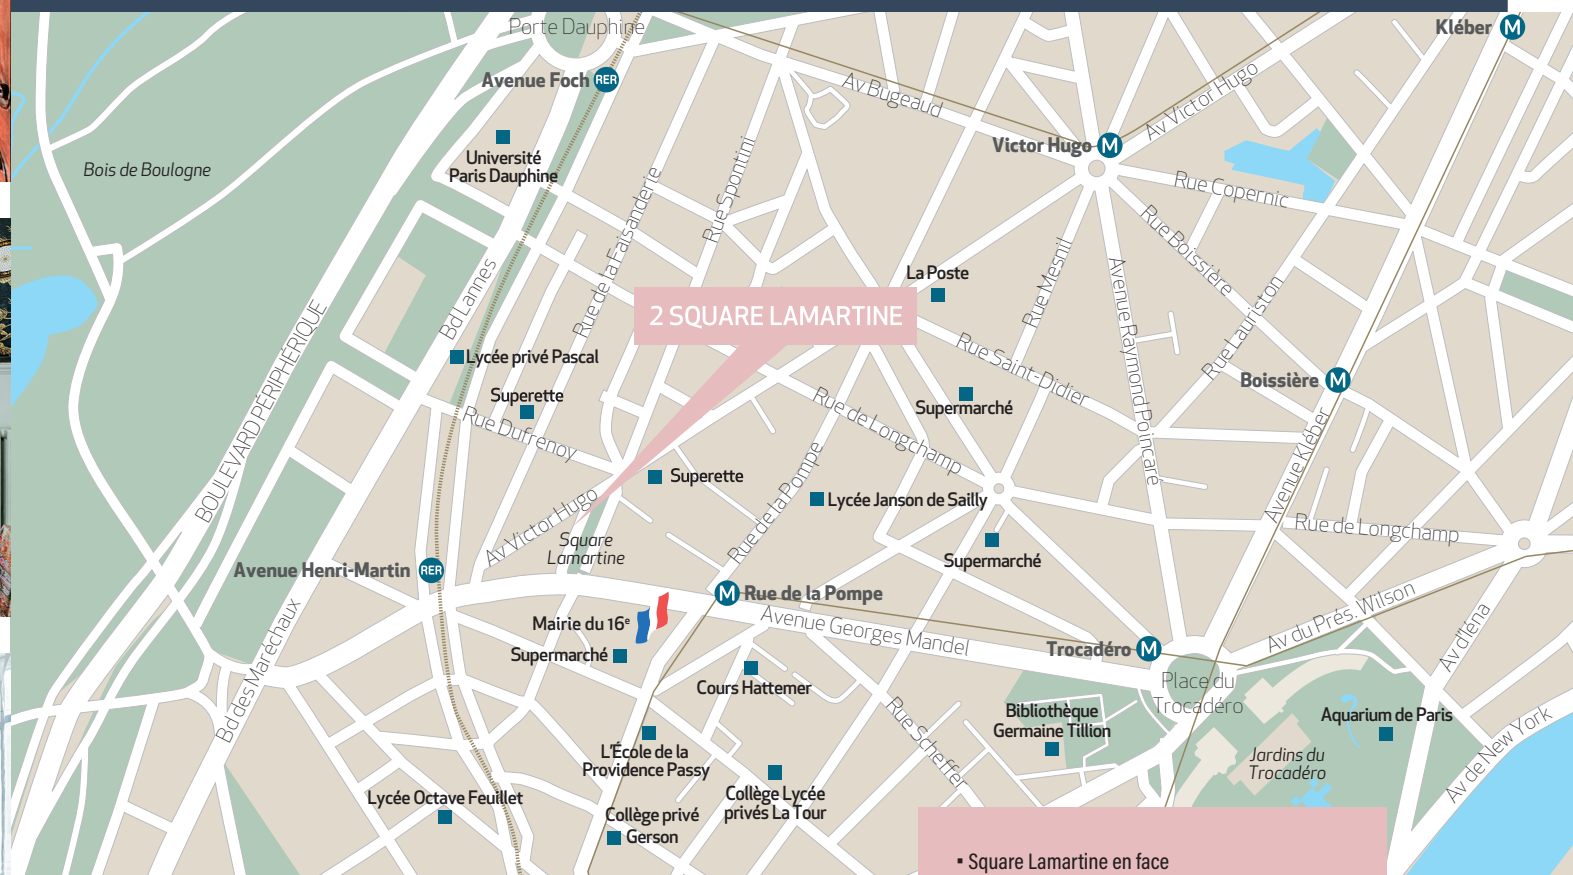 Porte Dauphine
Kléber M
Avenue Foch RER
Av Bugeaud
Av Victor Hugo
Université
Paris Dauphine
Victor Hugo M
Bois de Boulogne
Rue Copernic
Rue Spontini
Rue de la Faisanderie
Rue Boissière
La Poste
Bd Lannes
Rue Mesnil
Avenue Raymond Poincaré
Rue Lauriston
2 SQUARE LAMARTINE
BOULEVARD PÉRIPHÉRIQUE
Lycée privé Pascal
Rue Saint-Didier
Boissière M
Superette
Supermarché
Rue Dufrenoy
Rue de Longchamp
Avenue Kléber
Superette
Rue de la Pompe
Lycée Janson de Sailly
Av Victor Hugo
Rue de Longchamp
Square
Lamartine
Supermarché
Avenue Henri-Martin RER
M Rue de la Pompe
Mairie du 16e
Avenue Georges Mandel
Av du Prés. Wilson
Av d'Iéna
Supermarché
Trocadéro M
Bd des Maréchaux
Cours Hattemer
Place du
Trocadéro
Rue Scheffer
Bibliothèque
Germaine Tillion
Aquarium de Paris
Av de New York
L'École de la
Providence Passy
Jardins du
Trocadéro
Lycée Octave Feuillet
Collège Lycée
privés La Tour
Collège privé
Gerson
▪ Square Lamartine en face